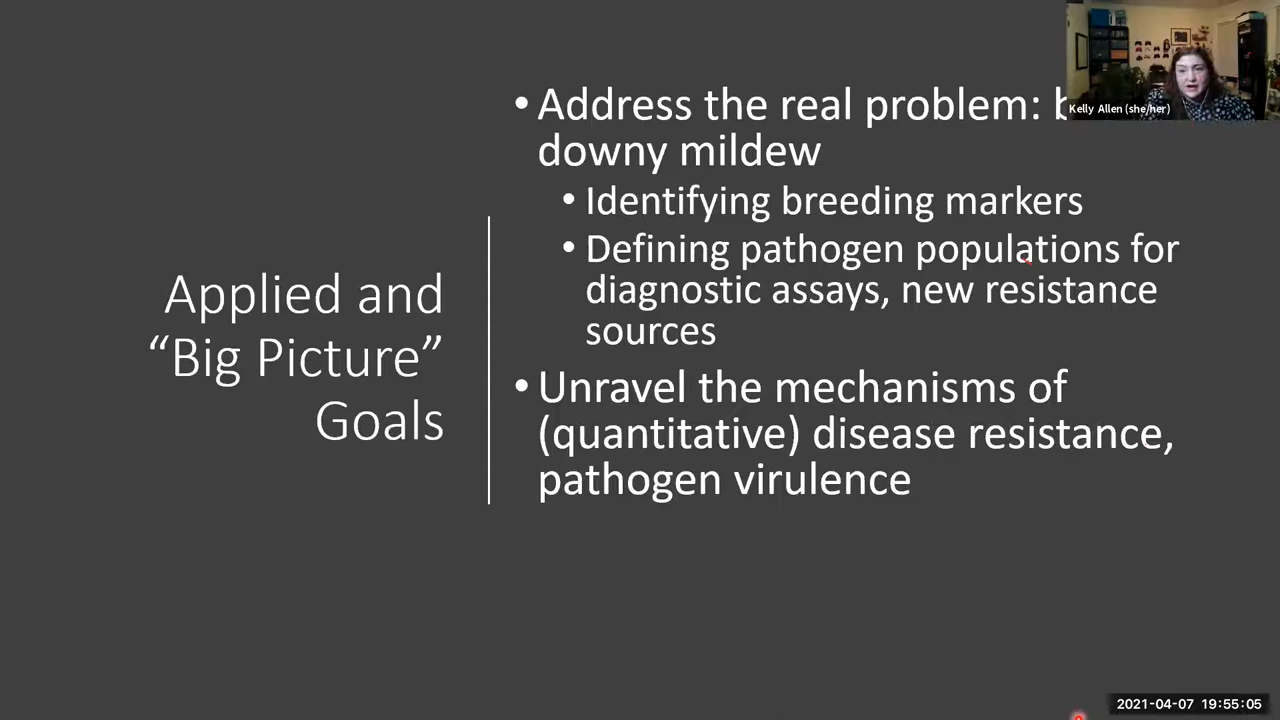 Applied and
“Big Picture”
Goals
• Address the real problem:
downy mildew
• Identifying breeding markers
• Defining pathogen populations for
diagnostic assays, new resistance
sources
• Unravel the mechanisms of
(quantitative) disease resistance,
pathogen virulence
Kelly Allen (she/her)
2021-04-07 19:55:05